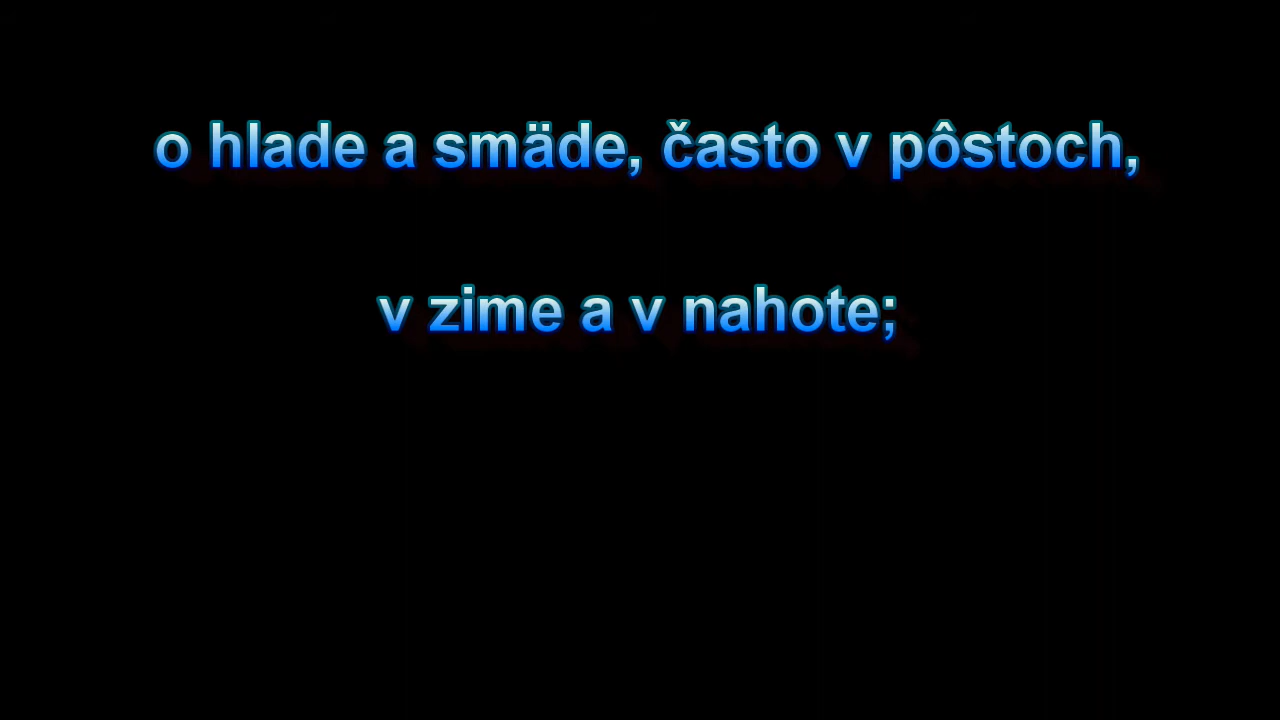 o hlade a smäde, často v pôstoch,
v zime a v nahote;